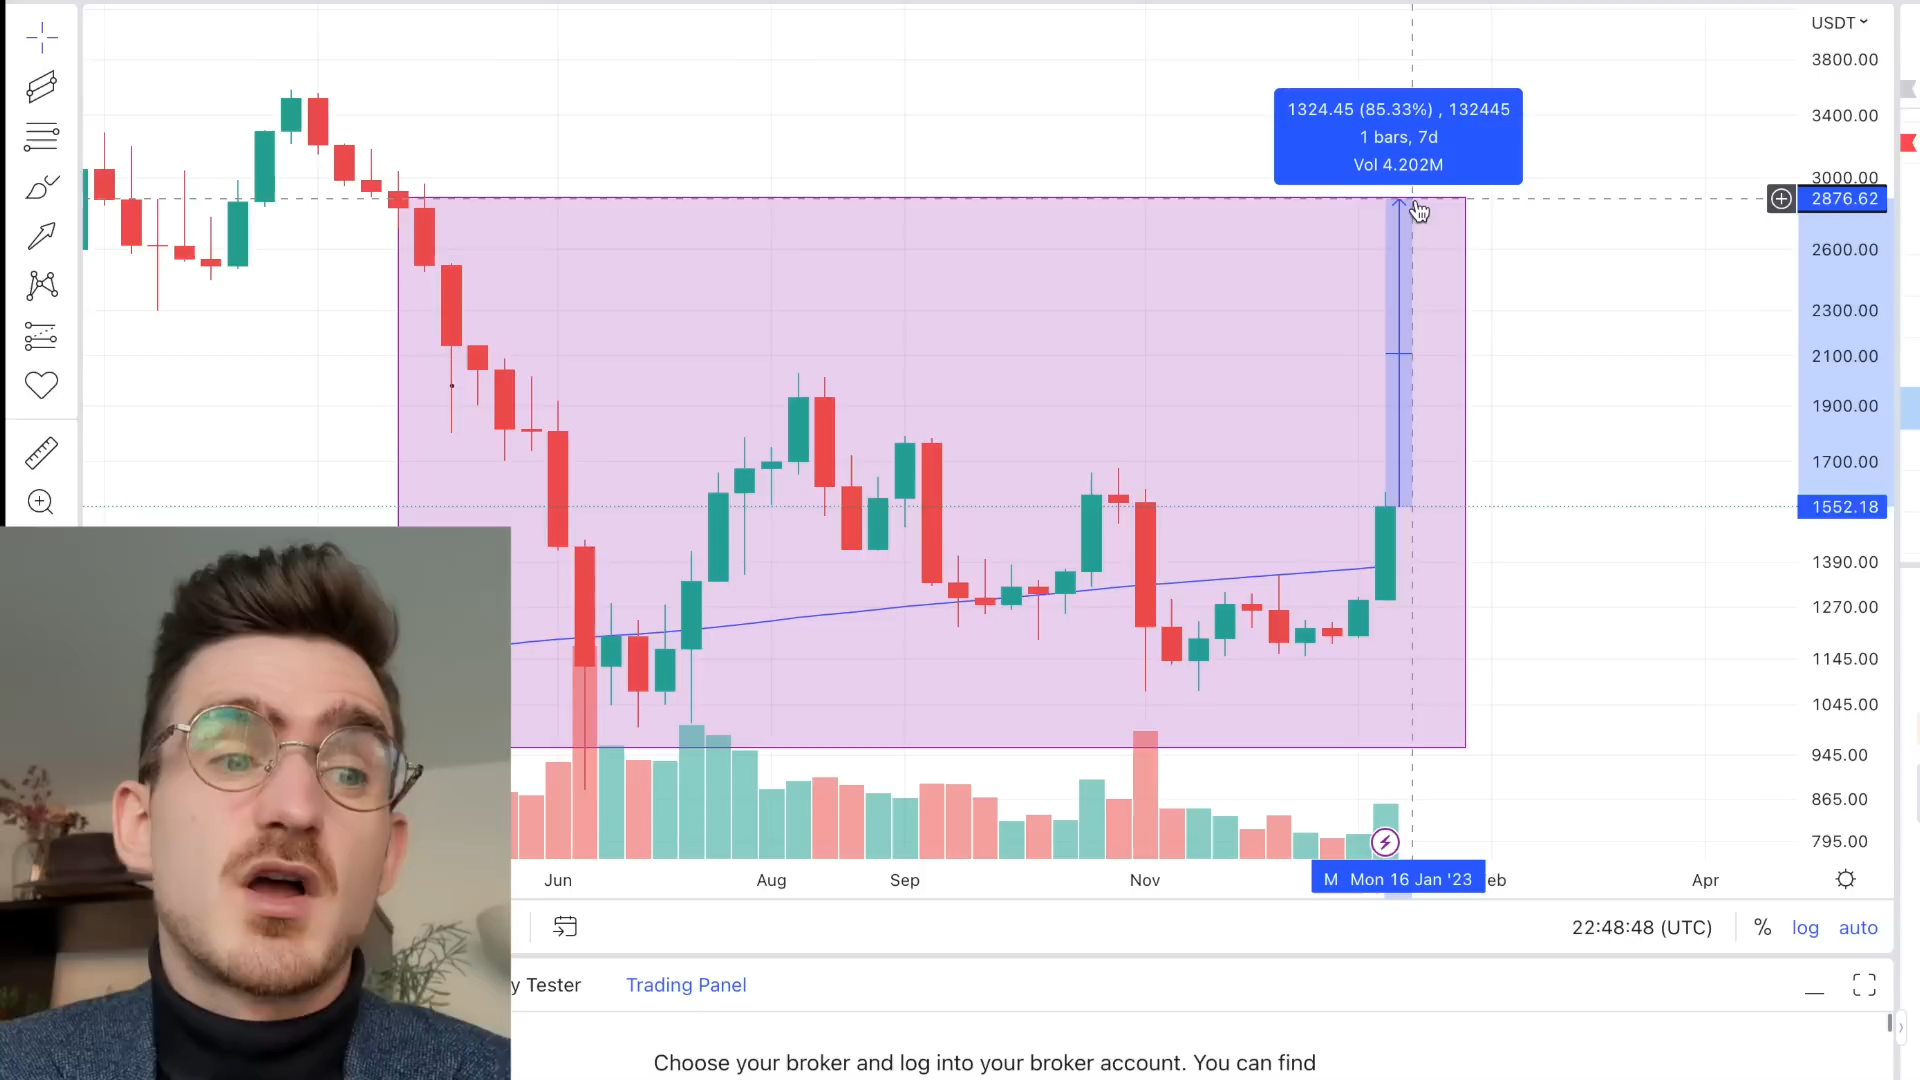 USDT
3800.00
3400.00
3000.00
2876.62
2600.00
2300.00
2100.00
1900.00
1700.00
1552.18
1390.00
1270.00
1145.00
1045.00
945.00
865.00
795.00
1324.45 (85.33%) , 132445
1 bars, 7d
Vol 4.202M
Jun Aug Sep Nov M Mon 16 Jan '23 eb Apr
22:48:48 (UTC) % log auto
y Tester Trading Panel
Choose your broker and log into your broker account. You can find